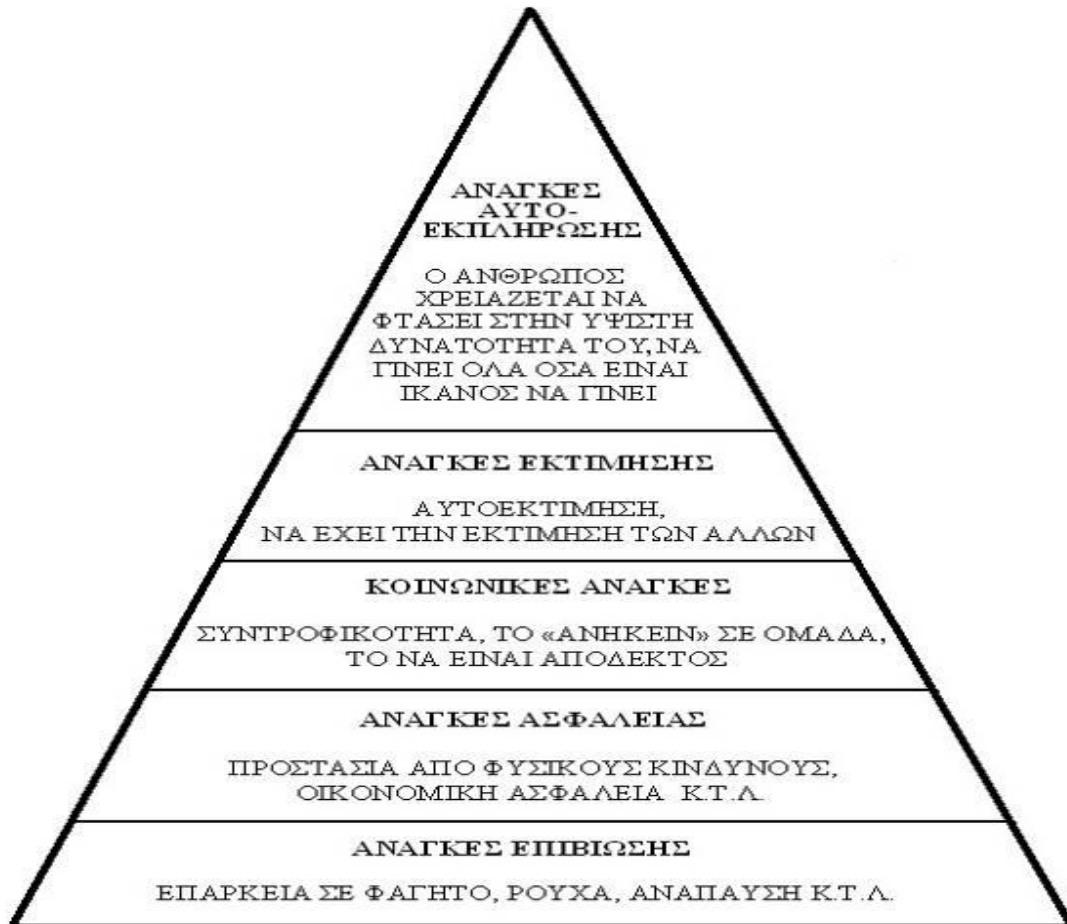 ΑΝΑΓΚΕΣ
ΑΥΤΟ-
ΕΚΠΛΗΡΩΣΗΣ
Ο ΑΝΘΡΩΠΟΣ
ΧΡΕΙΑΖΕΤΑΙ ΝΑ
ΦΤΑΣΕΙ ΣΤΗΝ ΥΨΙΣΤΗ
ΔΥΝΑΤΟΤΗΤΑ ΤΟΥ, ΝΑ
ΓΙΝΕΙ ΟΛΑ ΟΣΑ ΕΙΝΑΙ
ΙΚΑΝΟΣ ΝΑ ΓΙΝΕΙ
ΑΝΑΓΚΕΣ ΕΚΤΙΜΗΣΗΣ
ΑΥΤΟΕΚΤΙΜΗΣΗ,
ΝΑ ΕΧΕΙ ΤΗΝ ΕΚΤΙΜΗΣΗ ΤΩΝ ΑΛΛΩΝ
ΚΟΙΝΩΝΙΚΕΣ ΑΝΑΓΚΕΣ
ΣΥΝΤΡΟΦΙΚΟΤΗΤΑ, ΤΟ «ΑΝΗΚΕΙΝ» ΣΕ ΟΜΑΔΑ,
ΤΟ ΝΑ ΕΙΝΑΙ ΑΠΟΔΕΚΤΟΣ
ΑΝΑΓΚΕΣ ΑΣΦΑΛΕΙΑΣ
ΠΡΟΣΤΑΣΙΑ ΑΠΟ ΦΥΣΙΚΟΥΣ ΚΙΝΔΥΝΟΥΣ,
ΟΙΚΟΝΟΜΙΚΗ ΑΣΦΑΛΕΙΑ Κ.Τ.Λ.
ΑΝΑΓΚΕΣ ΕΠΙΒΙΩΣΗΣ
ΕΠΑΡΚΕΙΑ ΣΕ ΦΑΓΗΤΟ, ΡΟΥΧΑ, ΑΝΑΠΑΥΣΗ Κ.Τ.Λ.